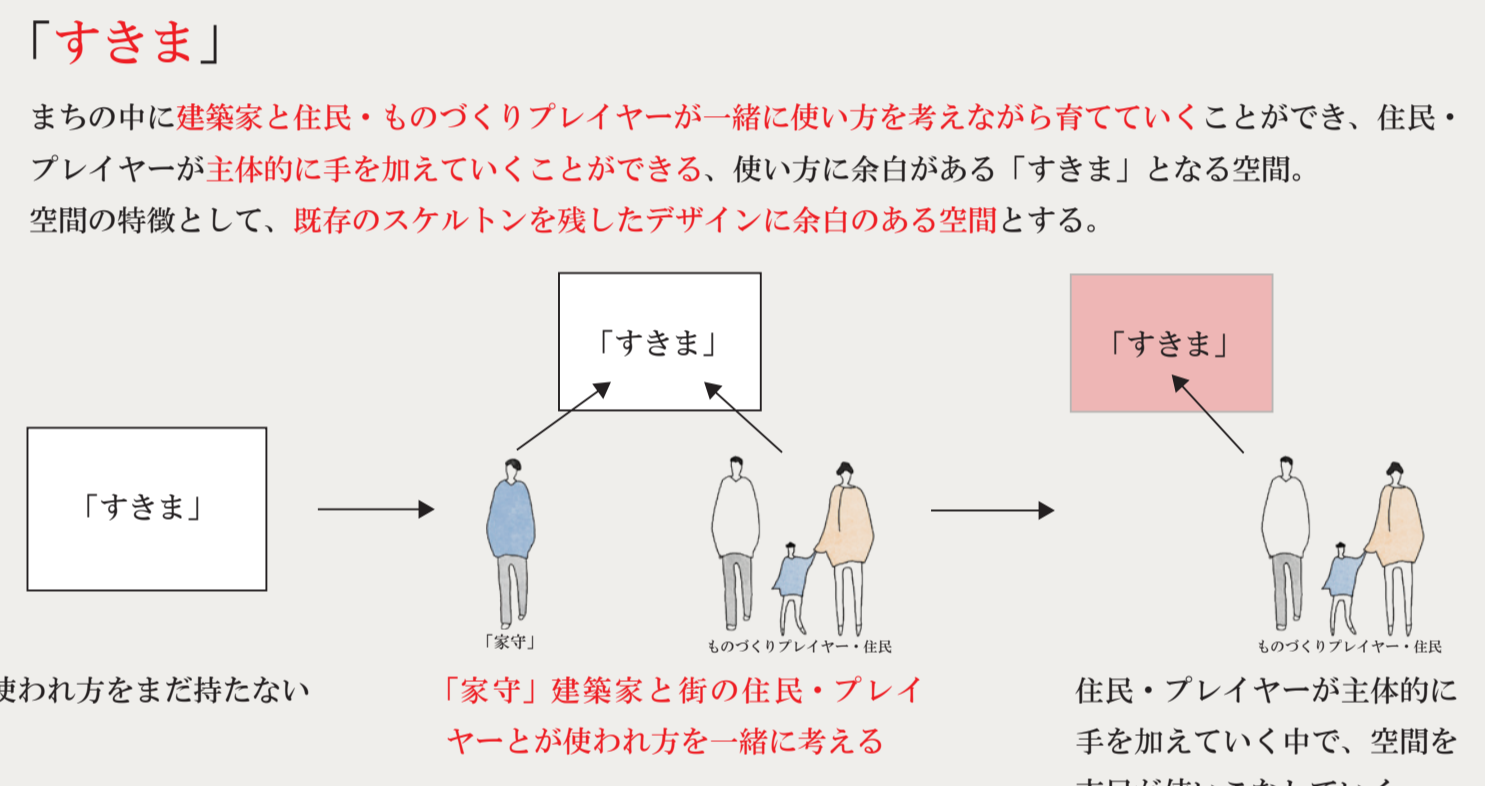 「すきま」
まちの中に建築家と住民・ものづくりプレイヤーが一緒に使い方を考えながら育てていくことができ、住民・
プレイヤーが主体的に手を加えていくことができる、使い方に余白がある「すきま」となる空間。
空間の特徴として、既存のスケルトンを残したデザインに余白のある空間とする。
「すきま」
「すきま」
「すきま」
「家守」
ものづくりプレイヤー・住民
ものづくりプレイヤー・住民
使われ方をまだ持たない
「家守」建築家と街の住民・プレイ
ヤーとが使われ方を一緒に考える
住民・プレイヤーが主体的に
手を加えていく中で、空間を